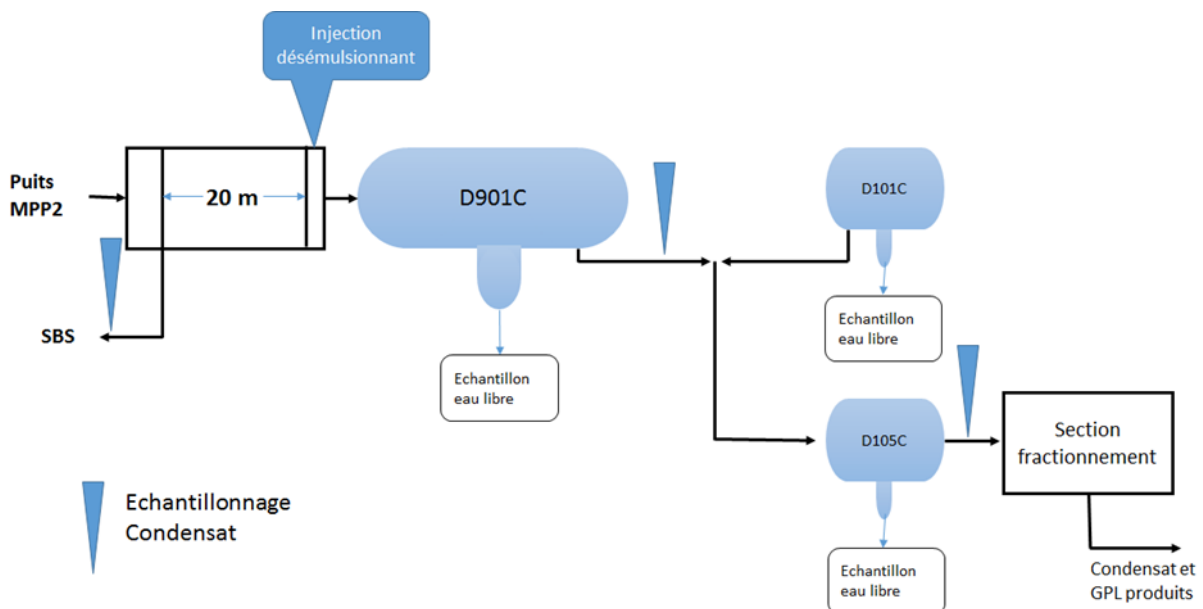 Injection
désémulsionnant
Puits
MPP2
20 m
D901C
D101C
SBS
Echantillon
eau libre
Echantillon
eau libre
D105C
Section
fractionnement
Echantillonnage
Condensat
Echantillon
eau libre
Condensat et
GPL produits